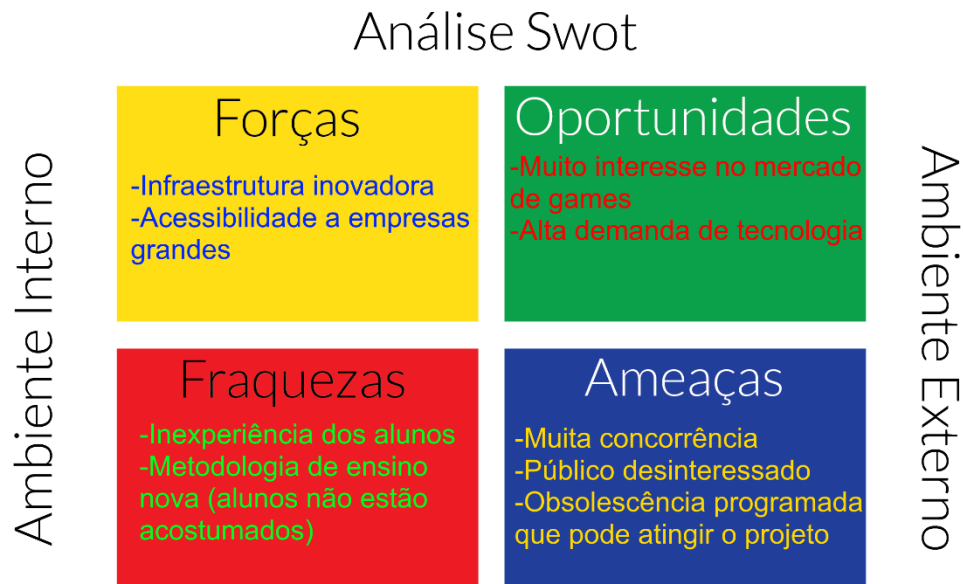 Análise Swot
Ambiente Interno
Forças
-Infraestrutura inovadora
-Acessibilidade a empresas
grandes
Oportunidades
-Muito interesse no mercado
de games
-Alta demanda de tecnologia
Fraquezas
-Inexperiência dos alunos
-Metodologia de ensino
nova (alunos não estão
acostumados)
Ameaças
-Muita concorrência
-Público desinteressado
-Obsolescência programada
que pode atingir o projeto
Ambiente Externo